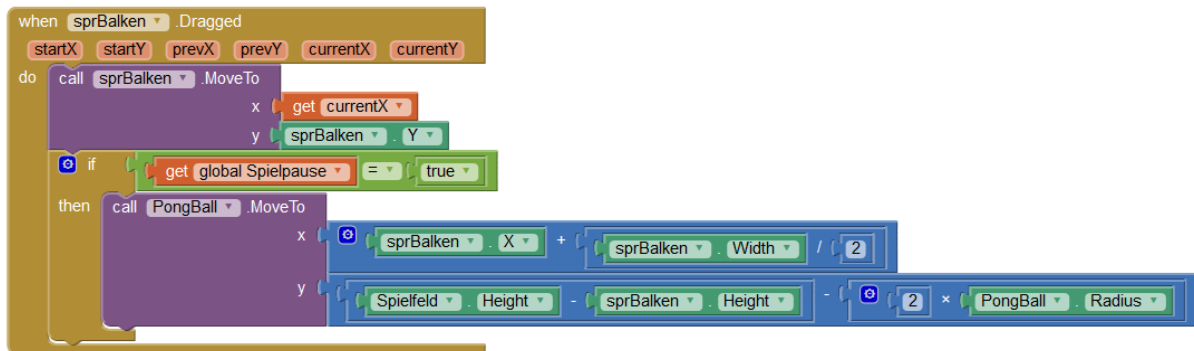 when sprBalken .Dragged
startX startY prevX prevY currentX currentY
do call sprBalken .MoveTo
x get currentX
y sprBalken . Y
if get global Spielpause = true
then call PongBall .MoveTo
x sprBalken . X + sprBalken . Width / 2
y Spielfeld . Height - sprBalken . Height - 2 × PongBall . Radius